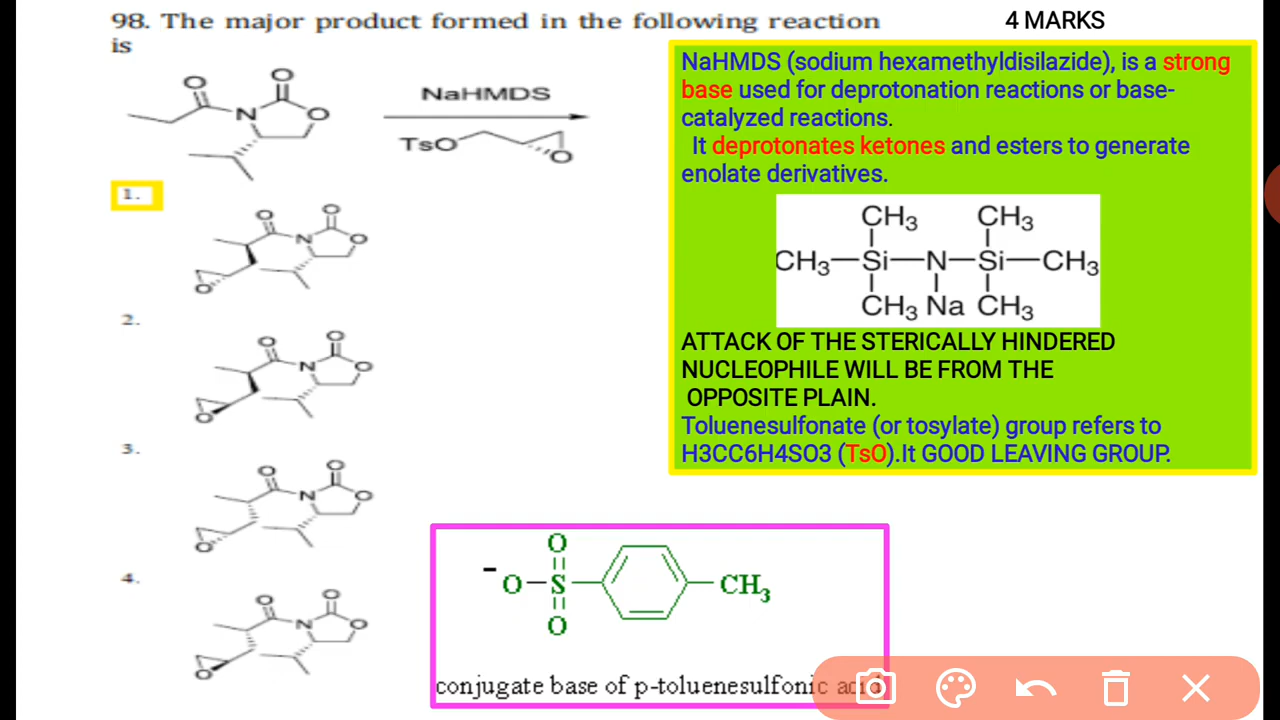 98. The major product formed in the following reaction
is
4 MARKS
O
O
N
O
NaHMDS
TsO
O
1.
O
O
N
O
O
2.
O
O
N
O
O
3.
O
O
N
O
O
4.
O
O
N
O
O
NaHMDS (sodium hexamethyldisilazide), is a strong
base used for deprotonation reactions or base-
catalyzed reactions.
It deprotonates ketones and esters to generate
enolate derivatives.
CH3 CH3
CH3—Si—N—Si—CH3
CH3 Na CH3
ATTACK OF THE STERICALLY HINDERED
NUCLEOPHILE WILL BE FROM THE
OPPOSITE PLAIN.
Toluenesulfonate (or tosylate) group refers to
H3CC6H4SO3 (TsO).It GOOD LEAVING GROUP.
O
-O—S—CH3
O
conjugate base of p-toluenesulfonic acid